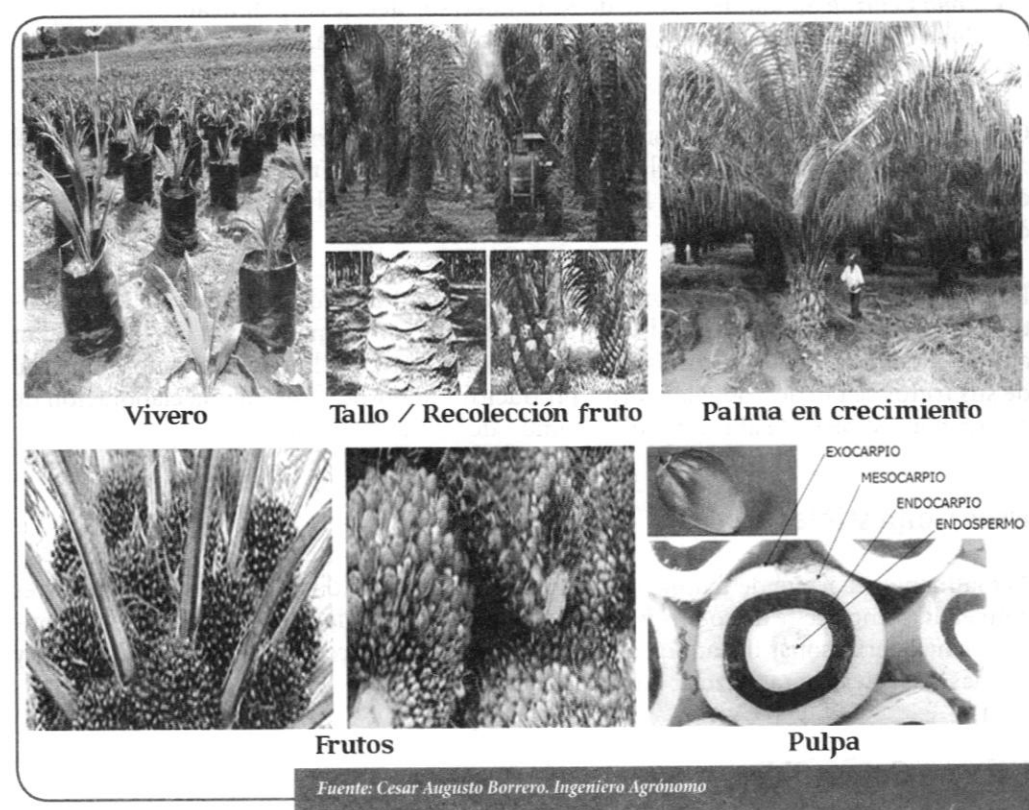 Vivero
Tallo / Recolección fruto
Palma en crecimiento
EXOCARPIO
MESOCARPIO
ENDOCARPIO
ENDOSPERMO
Frutos
Pulpa
Fuente: Cesar Augusto Borrero. Ingeniero Agrónomo